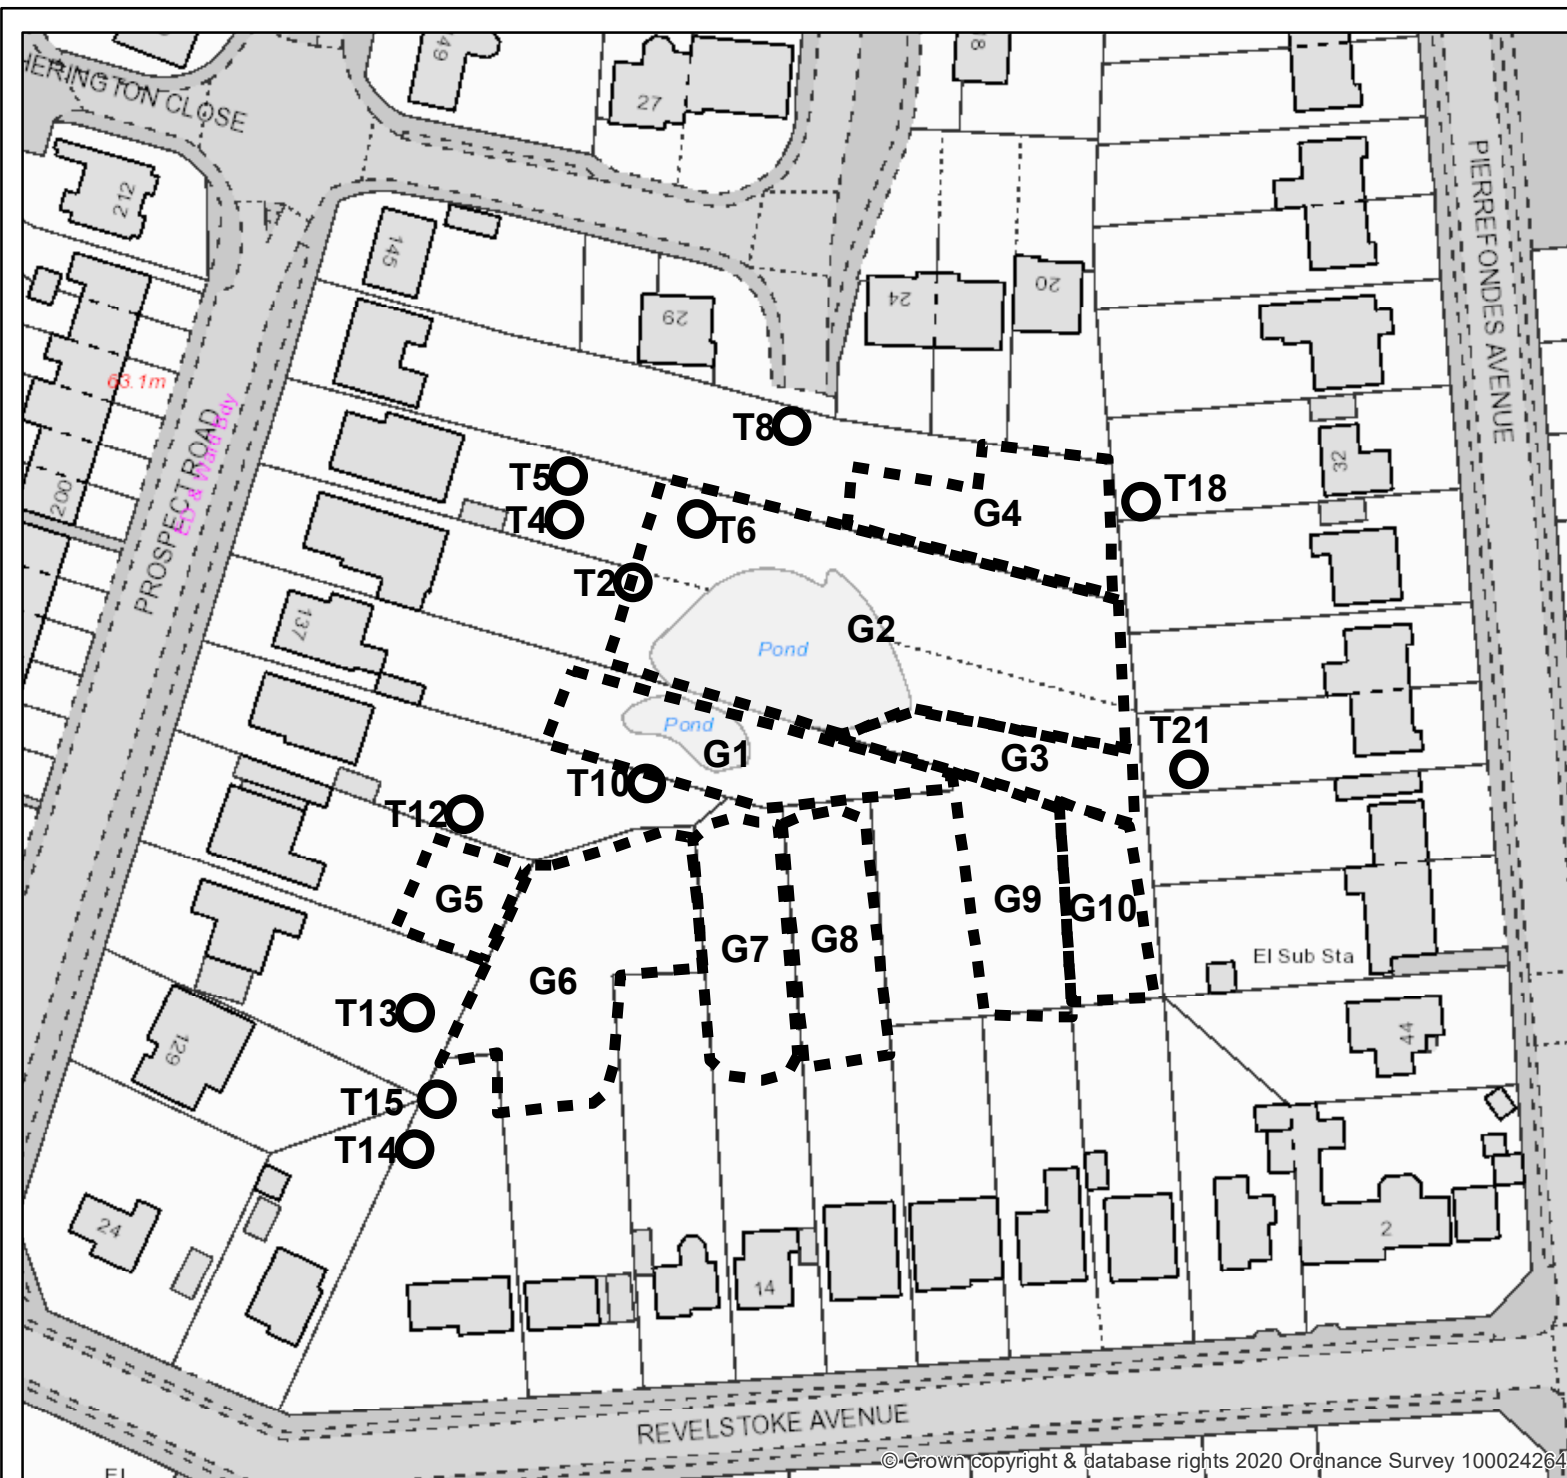 49
8
27
HERINGTON CLOSE
212
145
PIERREFONDES AVENUE
24
20
29
63.1m
PROSPECT ROAD
ED & Ward Bdy
T8
T5
T18
32
200
T4
T6
G4
T2
137
G2
Pond
Pond
G1
T21
G3
T10
T12
G5
G9
G10
G7
G8
El Sub Sta
G6
T13
44
129
T15
T14
24
2
14
REVELSTOKE AVENUE
© Crown copyright & database rights 2020 Ordnance Survey 100024264
El